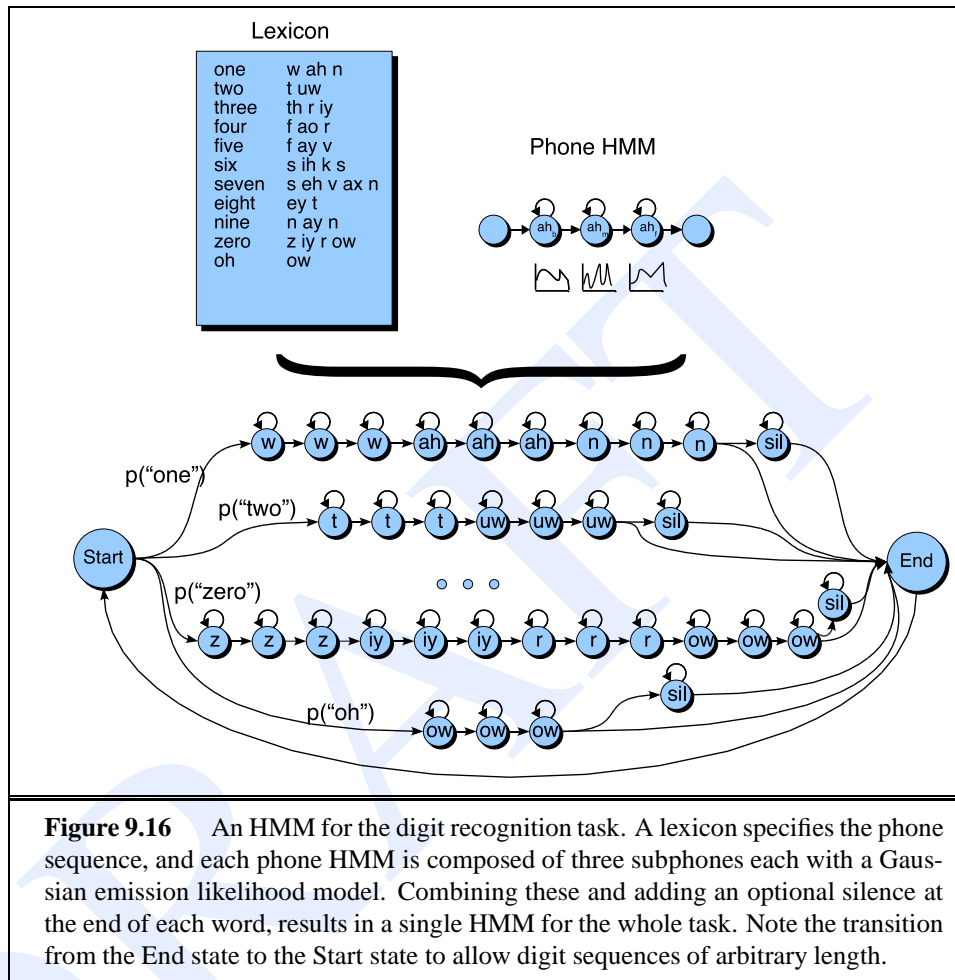 Lexicon
one w ah n
two t uw
three th r iy
four f ao r
five f ay v
six s ih k s
seven s eh v ax n
eight ey t
nine n ay n
zero z iy r ow
oh ow
Phone HMM
ah_b ah_m ah_f
w w w ah ah ah n n n sil
p(“one”)
p(“two”)
t t t uw uw uw sil
Start
End
p(“zero”)
sil
z z z iy iy iy r r r ow ow ow
sil
p(“oh”)
ow ow ow
Figure 9.16 An HMM for the digit recognition task. A lexicon specifies the phone
sequence, and each phone HMM is composed of three subphones each with a Gaus-
sian emission likelihood model. Combining these and adding an optional silence at
the end of each word, results in a single HMM for the whole task. Note the transition
from the End state to the Start state to allow digit sequences of arbitrary length.
DRAFT